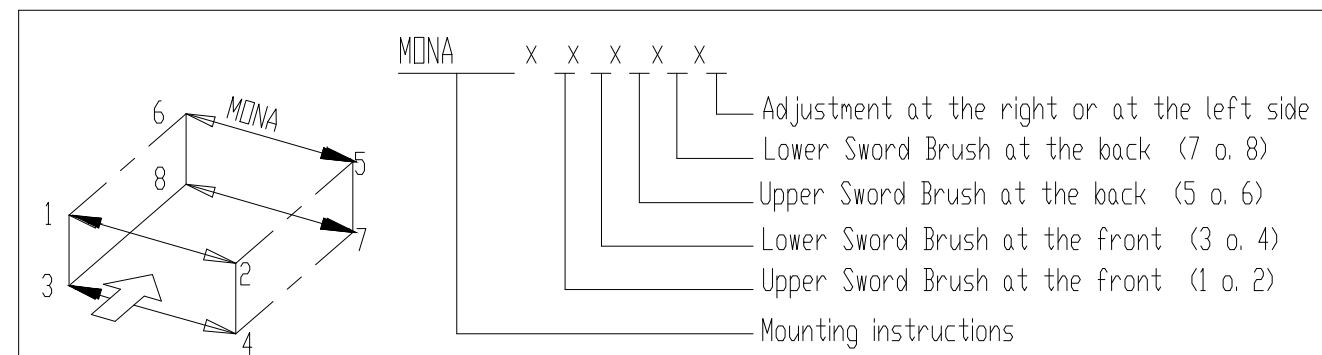 MONA x x x x x
Adjustment at the right or at the left side
6 MONA
Lower Sword Brush at the back (7 o. 8)
5
8
Upper Sword Brush at the back (5 o. 6)
1
7
Lower Sword Brush at the front (3 o. 4)
2
3
Upper Sword Brush at the front (1 o. 2)
4
Mounting instructions